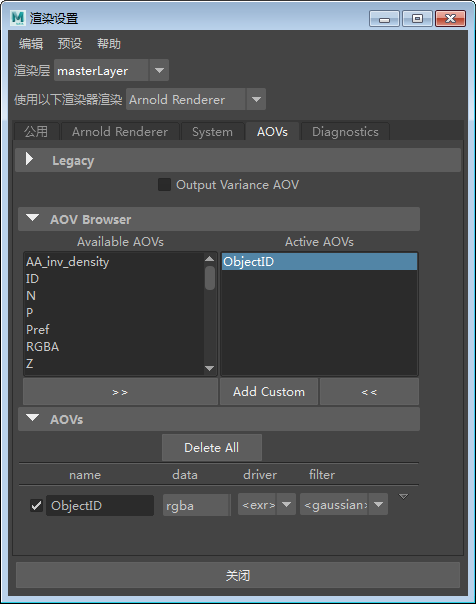 渲染设置
编辑 预设 帮助
渲染层 masterLayer
使用以下渲染器渲染 Arnold Renderer
公用 Arnold Renderer System AOVs Diagnostics
Legacy
Output Variance AOV
AOV Browser
Available AOVs Active AOVs
AA_inv_density ObjectID
ID
N
P
Pref
RGBA
Z
>> Add Custom <<
AOVs
Delete All
name data driver filter
ObjectID rgba <exr> <gaussian>
关闭